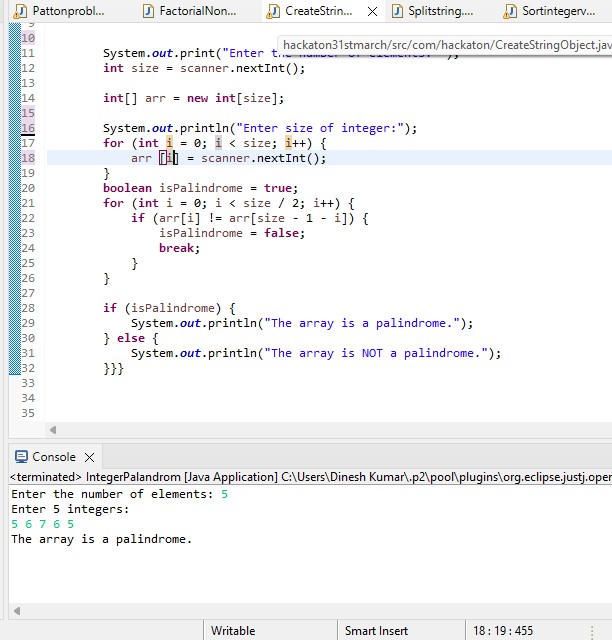 Pattonprobl... FactorialNon... CreateStrin... Splitstring.... Sortintegerv...
hackaton31stmarch/src/com/hackaton/CreateStringObject.jav
10
11 System.out.print("Enter the number of elements: ");
12 int size = scanner.nextInt();
13
14 int[] arr = new int[size];
15
16 System.out.println("Enter size of integer:");
17 for (int i = 0; i < size; i++) {
18 arr [i] = scanner.nextInt();
19 }
20 boolean isPalindrome = true;
21 for (int i = 0; i < size / 2; i++) {
22 if (arr[i] != arr[size - 1 - i]) {
23 isPalindrome = false;
24 break;
25 }
26 }
27
28 if (isPalindrome) {
29 System.out.println("The array is a palindrome.");
30 } else {
31 System.out.println("The array is NOT a palindrome.");
32 }}}
33
34
35
Console
<terminated> IntegerPalandrom [Java Application] C:\Users\Dinesh Kumar\.p2\pool\plugins\org.eclipse.justj.open
Enter the number of elements: 5
Enter 5 integers:
5 6 7 6 5
The array is a palindrome.
Writable Smart Insert 18 : 19 : 455